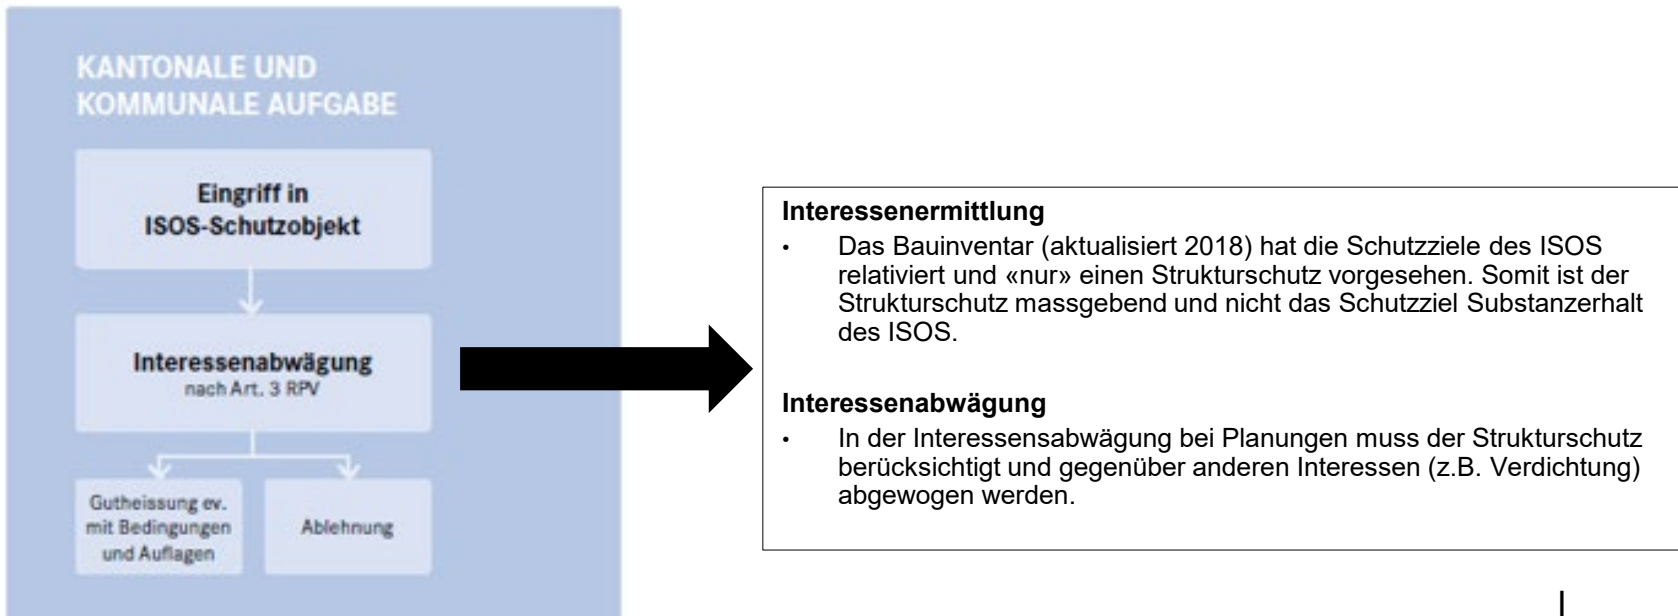 KANTONALE UND
KOMMUNALE AUFGABE
Eingriff in
ISOS-Schutzobjekt
Interessenabwägung
nach Art. 3 RPV
Gutheissung ev.
mit Bedingungen
und Auflagen
Ablehnung
Interessenermittlung
• Das Bauinventar (aktualisiert 2018) hat die Schutzziele des ISOS
relativiert und «nur» einen Strukturschutz vorgesehen. Somit ist der
Strukturschutz massgebend und nicht das Schutzziel Substanzerhalt
des ISOS.
Interessenabwägung
• In der Interessensabwägung bei Planungen muss der Strukturschutz
berücksichtigt und gegenüber anderen Interessen (z.B. Verdichtung)
abgewogen werden.